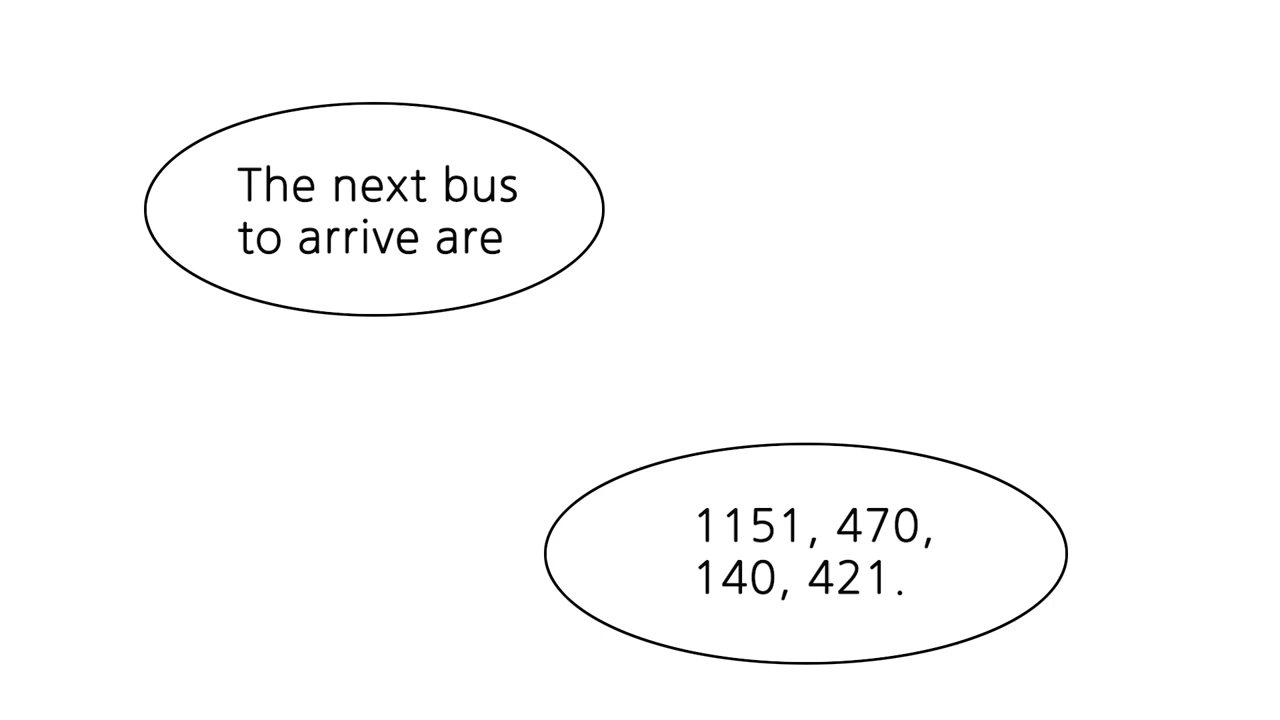 The next bus
to arrive are
1151, 470,
140, 421.